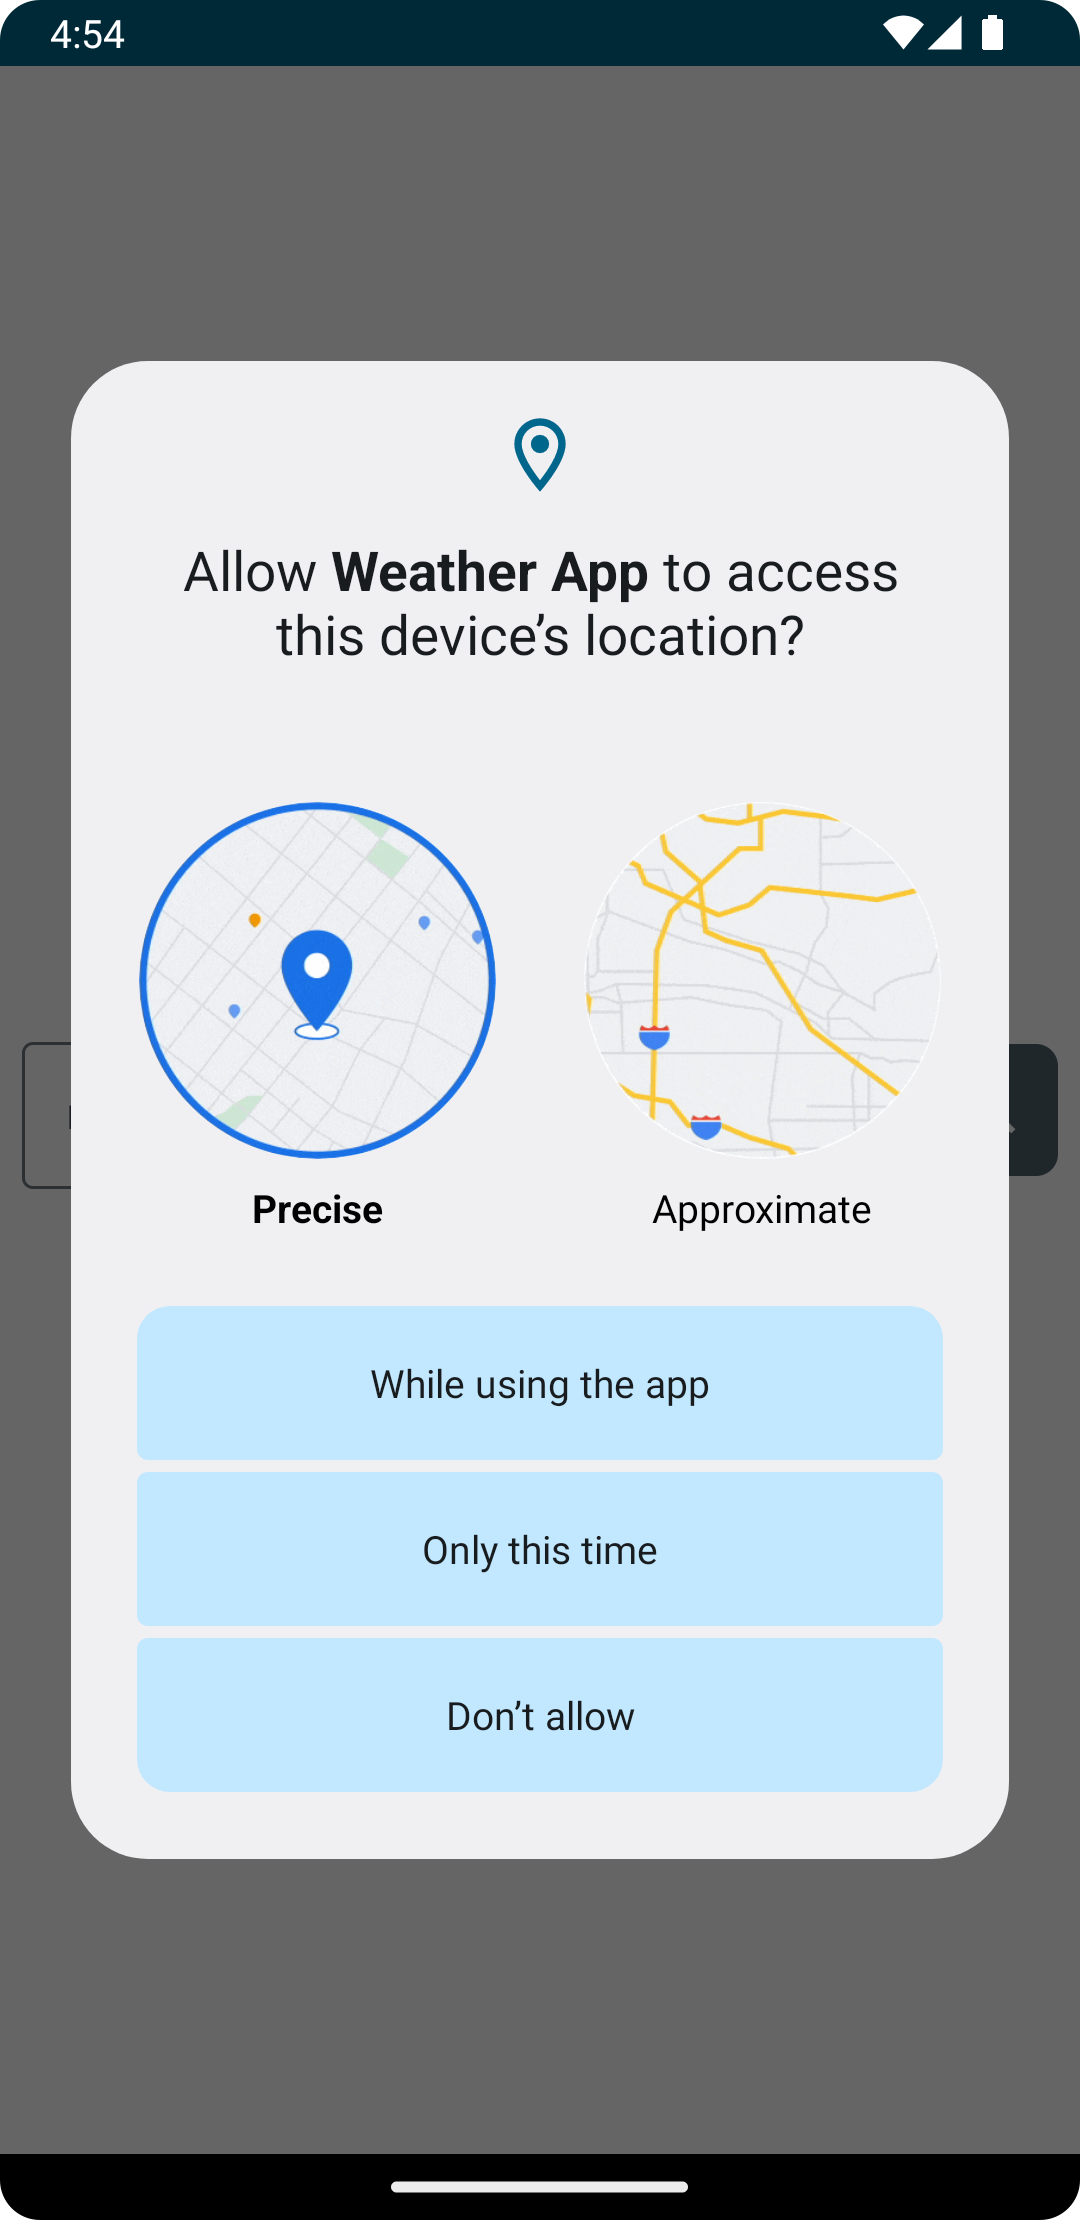 4:54
Allow Weather App to access
this device’s location?
Precise
Approximate
While using the app
Only this time
Don’t allow